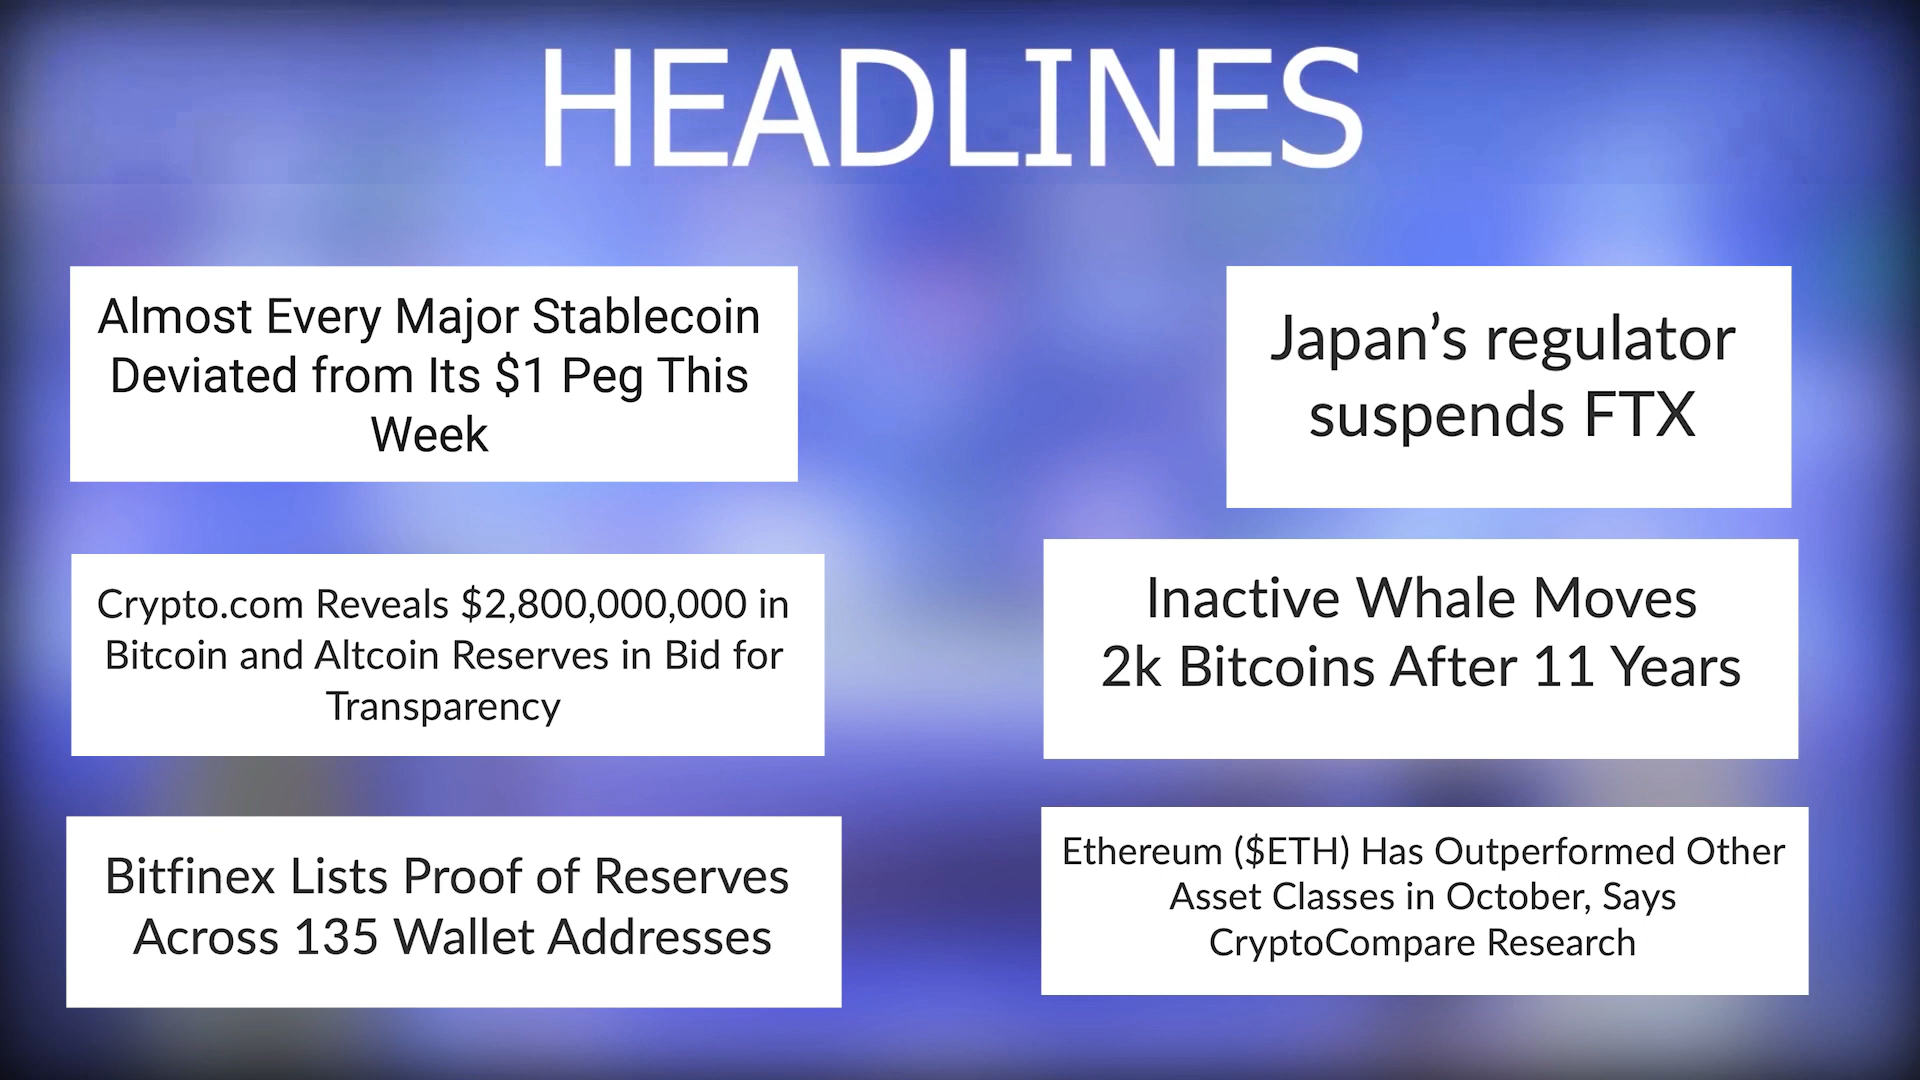 HEADLINES
Almost Every Major Stablecoin
Deviated from Its $1 Peg This
Week
Japan’s regulator
suspends FTX
Crypto.com Reveals $2,800,000,000 in
Bitcoin and Altcoin Reserves in Bid for
Transparency
Inactive Whale Moves
2k Bitcoins After 11 Years
Bitfinex Lists Proof of Reserves
Across 135 Wallet Addresses
Ethereum ($ETH) Has Outperformed Other
Asset Classes in October, Says
CryptoCompare Research